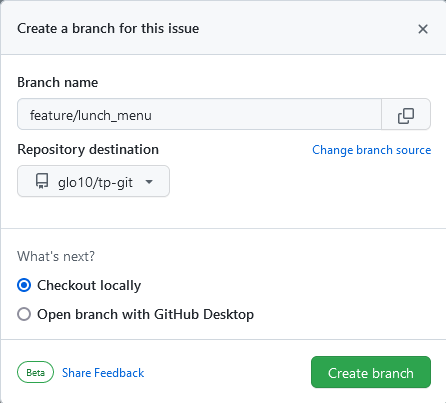 Create a branch for this issue
Branch name
feature/lunch_menu
Repository destination
Change branch source
glo10/tp-git
What's next?
Checkout locally
Open branch with GitHub Desktop
Beta
Share Feedback
Create branch